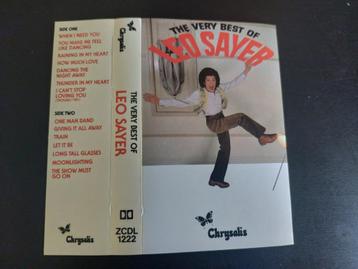 SIDE ONE
WHEN I NEED YOU
YOU MAKE ME FEEL
LIKE DANCING
RAINING IN MY HEART
HOW MUCH LOVE
DANCING THE
NIGHT AWAY
THUNDER IN MY HEART
I CAN'T STOP
LOVING YOU
SIDE TWO
ONE MAN BAND
GIVING IT ALL AWAY
TRAIN
LET IT BE
LONG TALL GLASSES
MOONLIGHTING
THE SHOW MUST
GO ON
Chrysalis
THE VERY BEST OF
LEO SAYER
ZCDL
1222
THE VERY BEST OF
LEO SAYER
Chrysalis